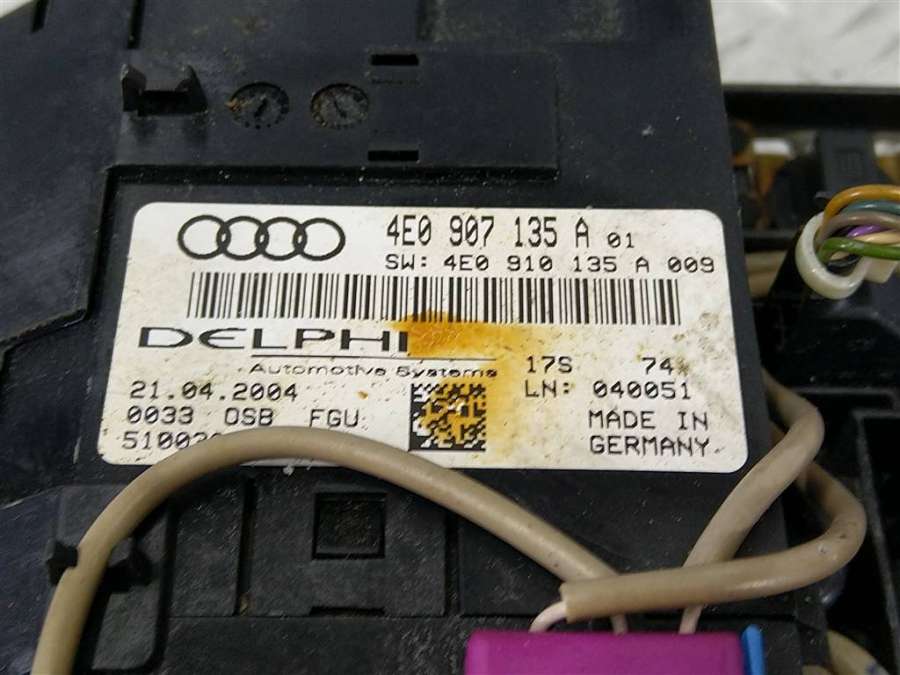 4E0 907 135 A 01
SW: 4E0 910 135 A 009
DELPHI
Automotive Systems
17S 74
21.04.2004
LN: 040051
0033 OSB FGU
MADE IN
GERMANY